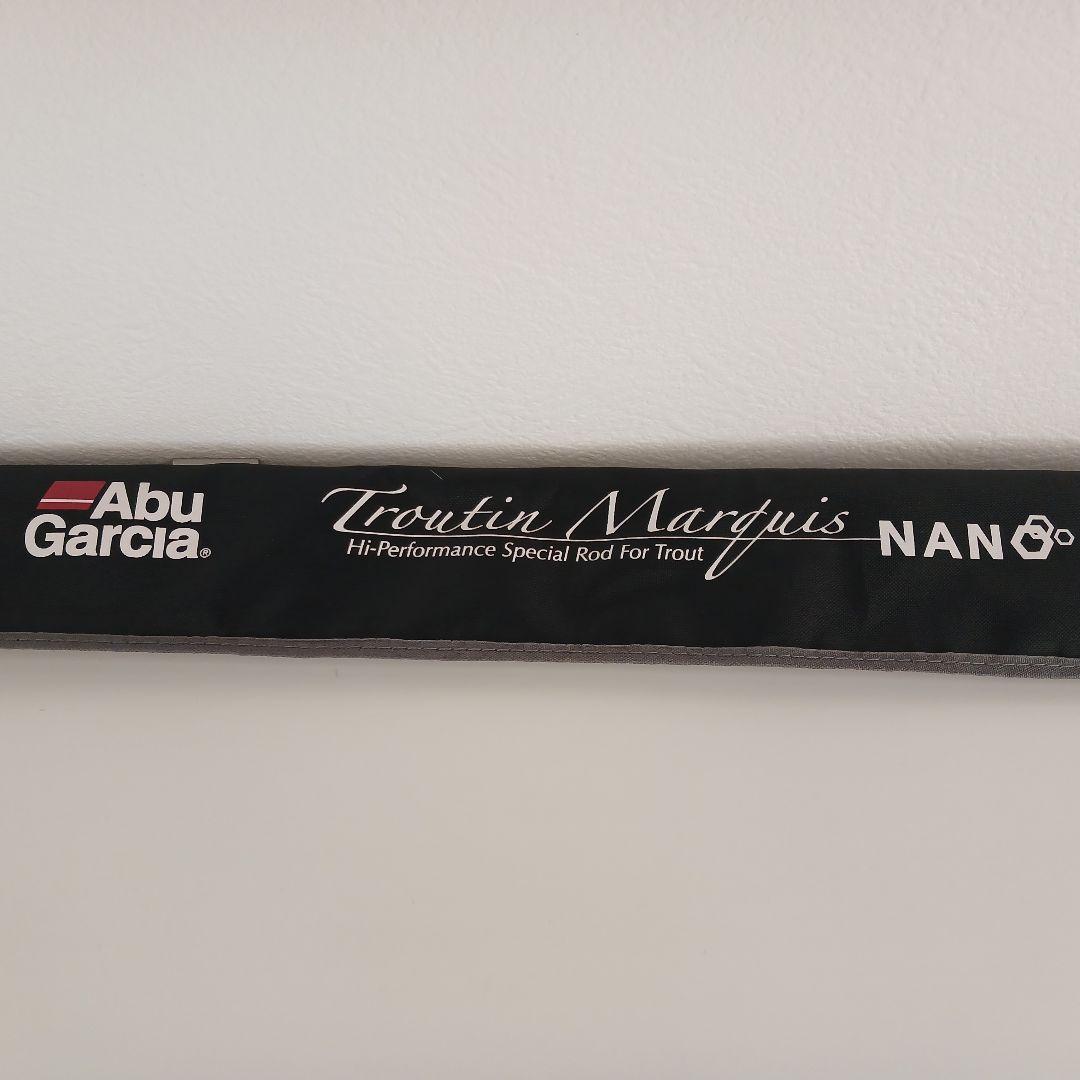 Abu
Garcia®
Troutin Marquis NANO
Hi-Performance Special Rod For Trout